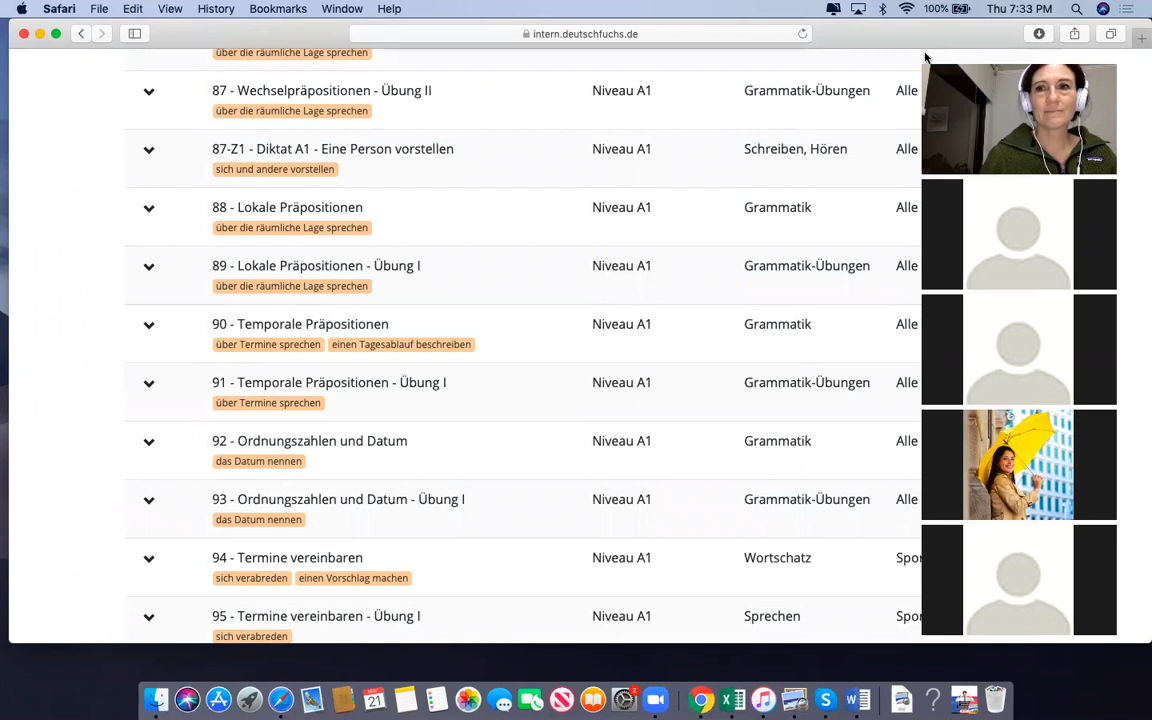 Safari File Edit View History Bookmarks Window Help 100% Thu 7:33 PM
intern.deutschfuchs.de
über die räumliche Lage sprechen
87 - Wechselpräpositionen - Übung II Niveau A1 Grammatik-Übungen Alle
über die räumliche Lage sprechen
87-Z1 - Diktat A1 - Eine Person vorstellen Niveau A1 Schreiben, Hören Alle
sich und andere vorstellen
88 - Lokale Präpositionen Niveau A1 Grammatik Alle
über die räumliche Lage sprechen
89 - Lokale Präpositionen - Übung I Niveau A1 Grammatik-Übungen Alle
über die räumliche Lage sprechen
90 - Temporale Präpositionen Niveau A1 Grammatik Alle
über Termine sprechen einen Tagesablauf beschreiben
91 - Temporale Präpositionen - Übung I Niveau A1 Grammatik-Übungen Alle
über Termine sprechen
92 - Ordnungszahlen und Datum Niveau A1 Grammatik Alle
das Datum nennen
93 - Ordnungszahlen und Datum - Übung I Niveau A1 Grammatik-Übungen Alle
das Datum nennen
94 - Termine vereinbaren Niveau A1 Wortschatz Spor
sich verabreden einen Vorschlag machen
95 - Termine vereinbaren - Übung I Niveau A1 Sprechen Spor
sich verabreden
MAY 21 2